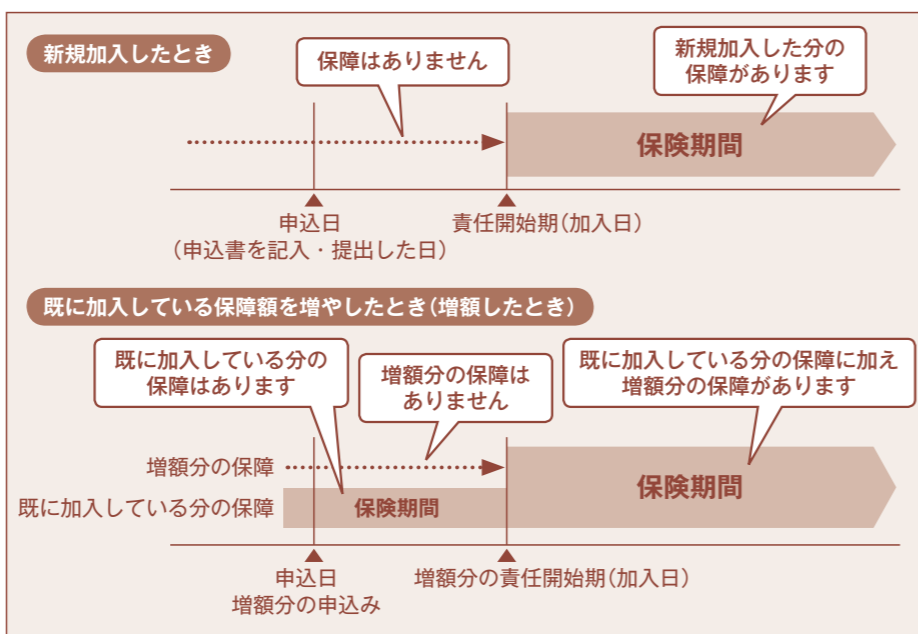 新規加入したとき
保障はありません
新規加入した分の
保障があります
保険期間
申込日
（申込書を記入・提出した日）
責任開始期（加入日）
既に加入している保障額を増やしたとき（増額したとき）
既に加入している分の
保障はあります
増額分の保障は
ありません
既に加入している分の保障に加え
増額分の保障があります
増額分の保障
既に加入している分の保障
保険期間
保険期間
申込日
増額分の申込み
増額分の責任開始期（加入日）